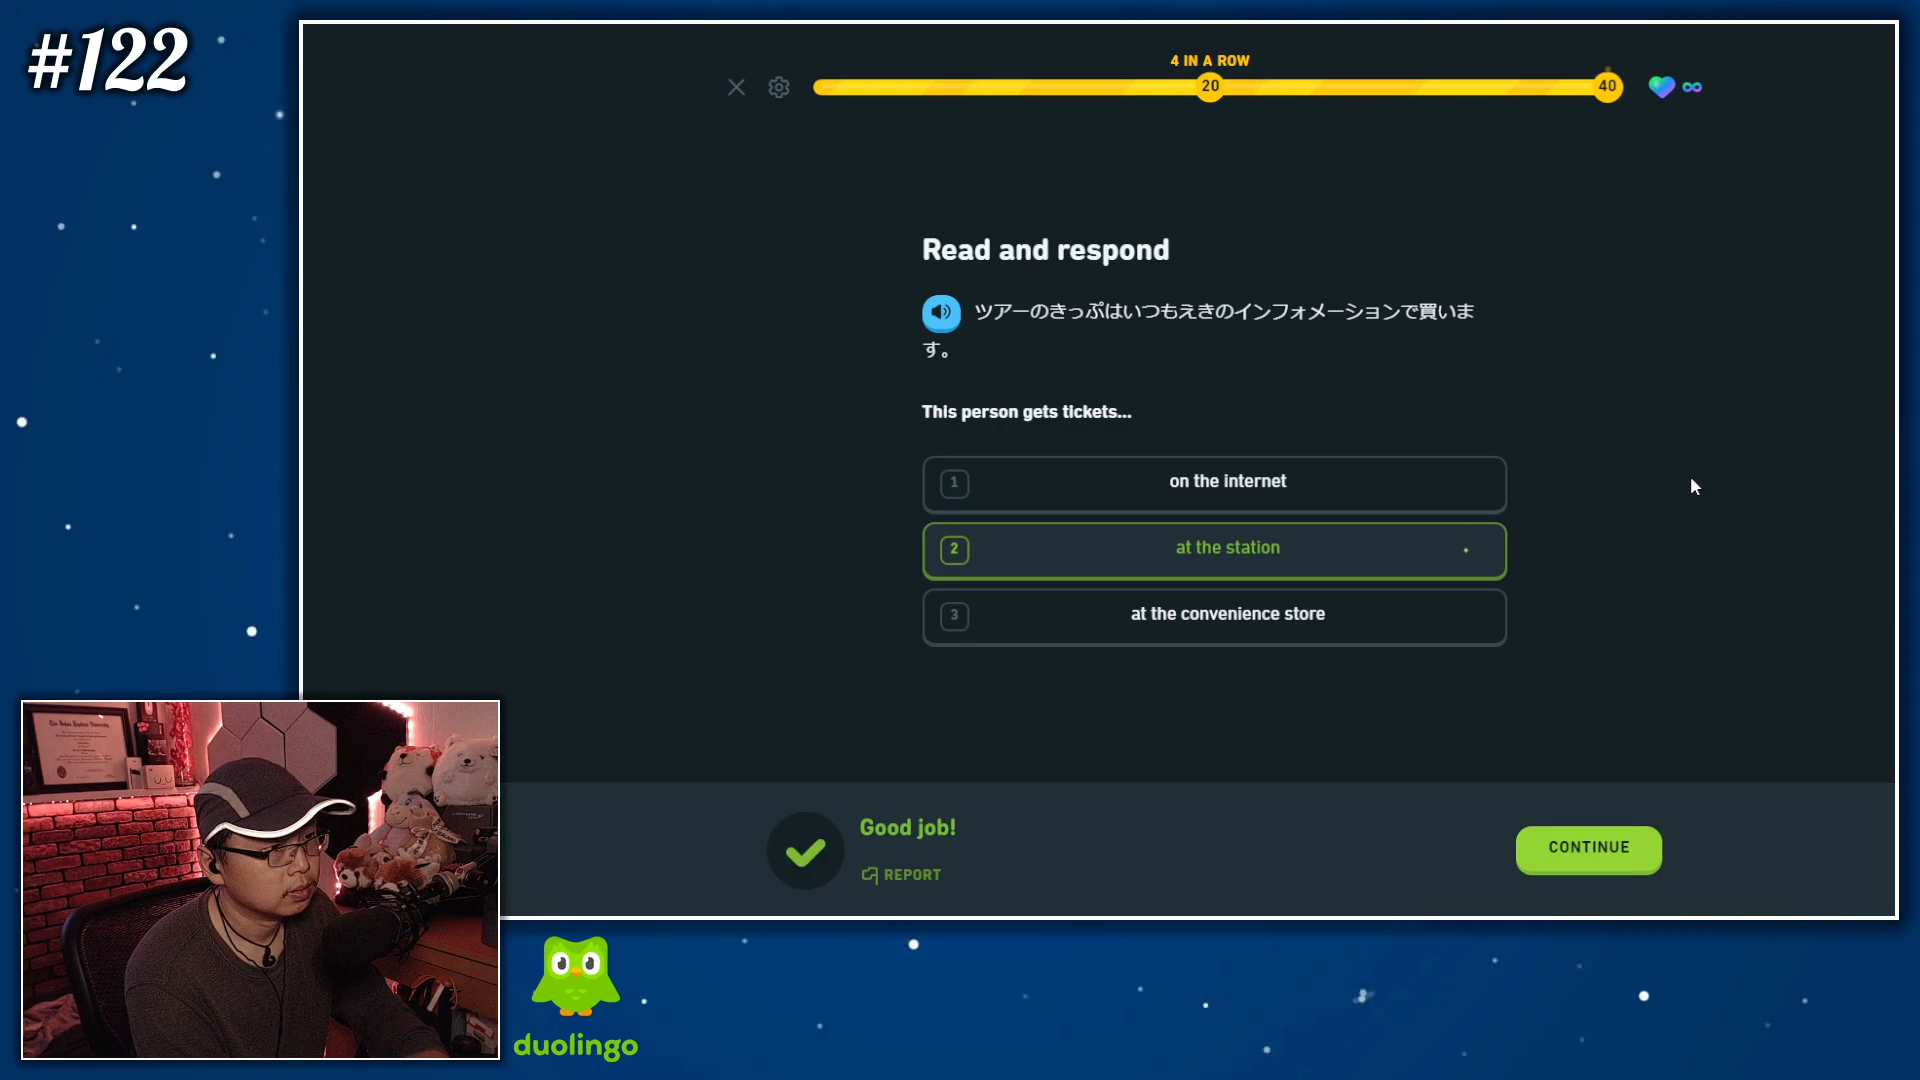 #122
4 IN A ROW
20
40
Read and respond
ツアーのきっぷはいつもえきのインフォメーションで買いま
す。
This person gets tickets...
1
on the internet
2
at the station
3
at the convenience store
Good job!
REPORT
CONTINUE
duolingo